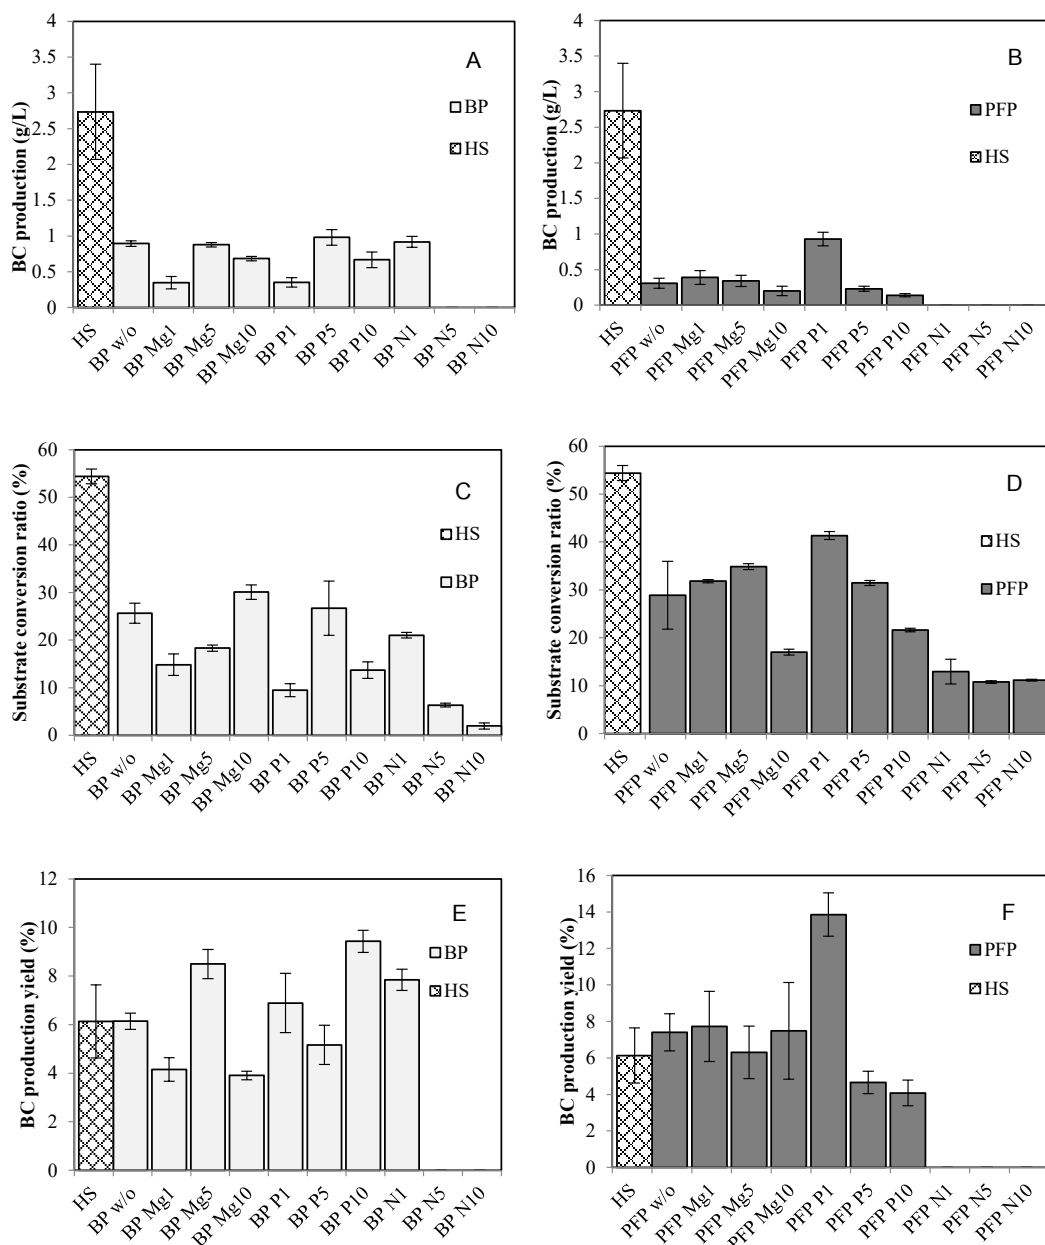 A
BC production (g/L)
4
3.5
3
2.5
2
1.5
1
0.5
0
BP
HS
HS
BP w/o
BP Mg1
BP Mg5
BP Mg10
BP P1
BP P5
BP P10
BP N1
BP N5
BP N10
B
BC production (g/L)
4
3.5
3
2.5
2
1.5
1
0.5
0
PFP
HS
HS
PFP w/o
PFP Mg1
PFP Mg5
PFP Mg10
PFP P1
PFP P5
PFP P10
PFP N1
PFP N5
PFP N10
C
Substrate conversion ratio (%)
60
50
40
30
20
10
0
HS
BP
HS
BP w/o
BP Mg1
BP Mg5
BP Mg10
BP P1
BP P5
BP P10
BP N1
BP N5
BP N10
D
Substrate conversion ratio (%)
60
50
40
30
20
10
0
HS
PFP
HS
PFP w/o
PFP Mg1
PFP Mg5
PFP Mg10
PFP P1
PFP P5
PFP P10
PFP N1
PFP N5
PFP N10
E
BC production yield (%)
12
10
8
6
4
2
0
BP
HS
HS
BP w/o
BP Mg1
BP Mg5
BP Mg10
BP P1
BP P5
BP P10
BP N1
BP N5
BP N10
F
BC production yield (%)
16
14
12
10
8
6
4
2
0
PFP
HS
HS
PFP w/o
PFP Mg1
PFP Mg5
PFP Mg10
PFP P1
PFP P5
PFP P10
PFP N1
PFP N5
PFP N10